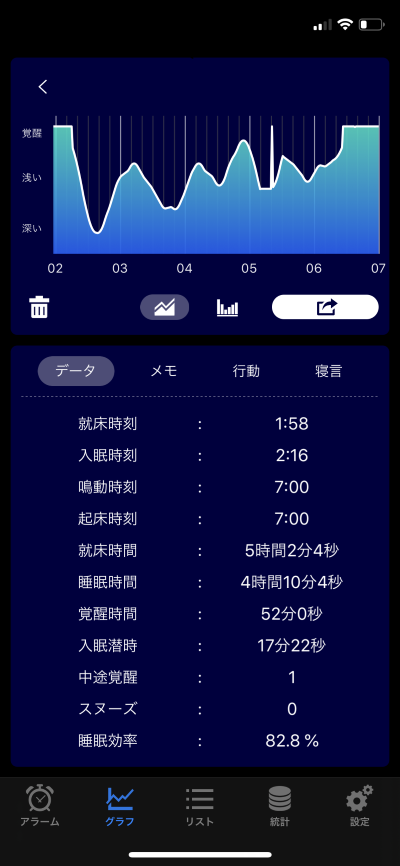 覚醒
浅い
深い
02 03 04 05 06 07
データ メモ 行動 寝言
就床時刻 : 1:58
入眠時刻 : 2:16
鳴動時刻 : 7:00
起床時刻 : 7:00
就床時間 : 5時間2分4秒
睡眠時間 : 4時間10分4秒
覚醒時間 : 52分0秒
入眠潜時 : 17分22秒
中途覚醒 : 1
スヌーズ : 0
睡眠効率 : 82.8 %
アラーム グラフ リスト 統計 設定